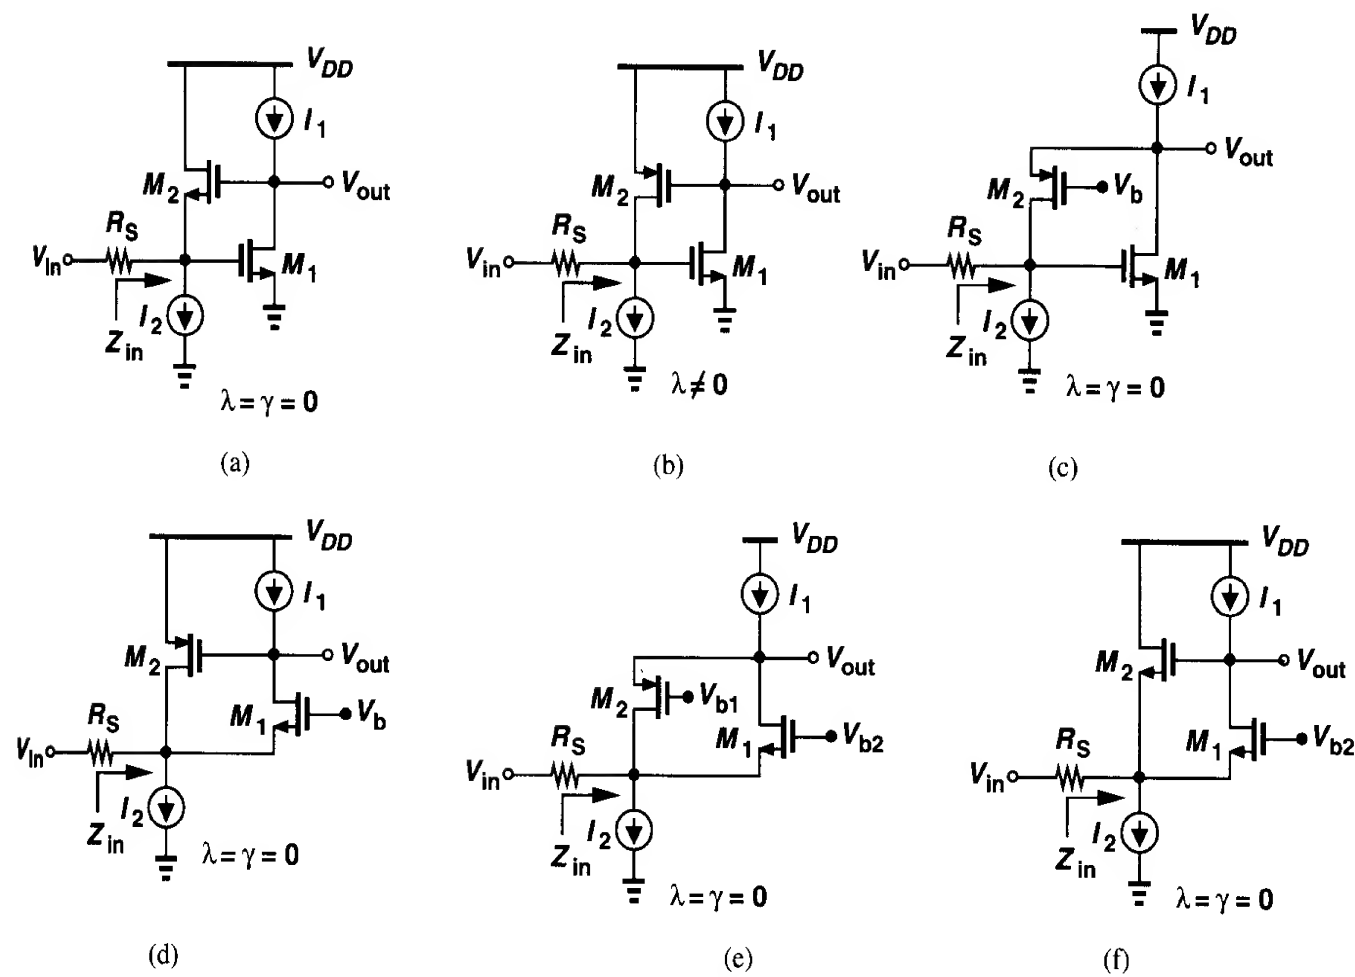 V_DD
I_1
M_2
V_out
R_S
V_in
M_1
I_2
Z_in
λ = γ = 0
(a)
V_DD
I_1
M_2
V_out
R_S
V_in
M_1
I_2
Z_in
λ ≠ 0
(b)
V_DD
I_1
V_out
M_2
V_b
R_S
V_in
M_1
I_2
Z_in
λ = γ = 0
(c)
V_DD
I_1
M_2
V_out
R_S
M_1
V_b
V_in
I_2
Z_in
λ = γ = 0
(d)
V_DD
I_1
V_out
M_2
V_b1
R_S
M_1
V_b2
V_in
I_2
Z_in
λ = γ = 0
(e)
V_DD
I_1
M_2
V_out
R_S
M_1
V_b2
V_in
I_2
Z_in
λ = γ = 0
(f)